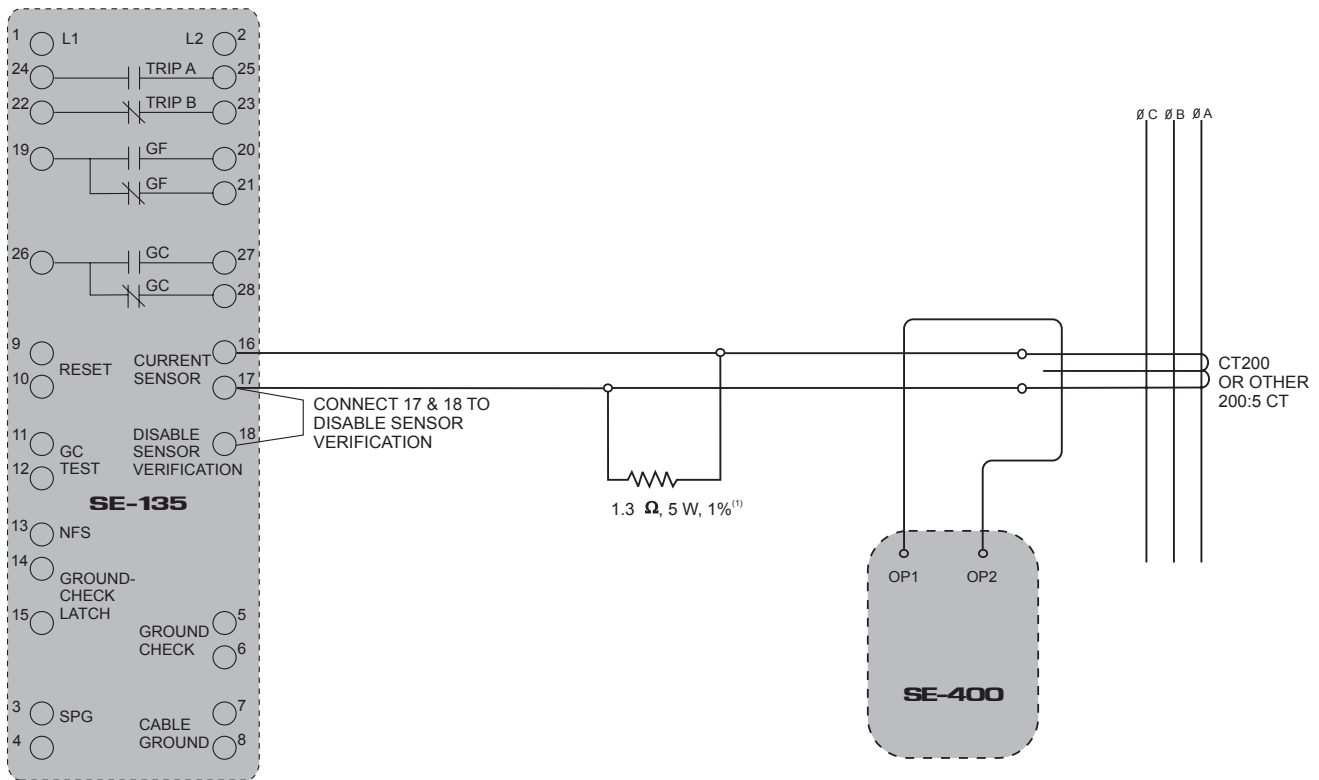 1 L1 L2 2
24 TRIP A 25
22 TRIP B 23
19 GF 20
GF 21
26 GC 27
GC 28
9
10
RESET
CURRENT
SENSOR
16
17
11
12
GC
TEST
DISABLE
SENSOR
VERIFICATION
18
SE-135
13 NFS
14
15
GROUND-
CHECK
LATCH
GROUND
CHECK
5
6
3 SPG
4
CABLE
GROUND
7
8
CONNECT 17 & 18 TO
DISABLE SENSOR
VERIFICATION
1.3 Ω, 5 W, 1%(1)
OP1 OP2
SE-400
Ø C Ø B Ø A
CT200
OR OTHER
200:5 CT